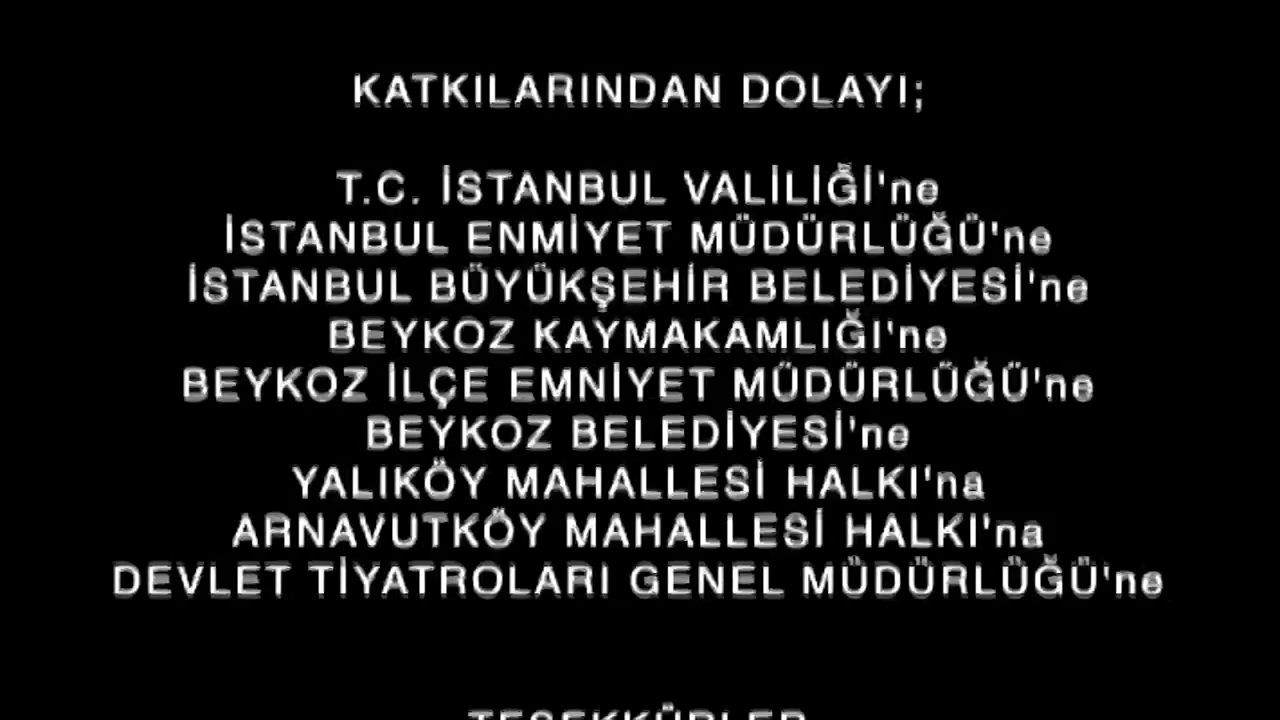 KATKILARINDAN DOLAYI;
T.C. İSTANBUL VALİLİĞİ'ne
İSTANBUL ENMİYET MÜDÜRLÜĞÜ'ne
İSTANBUL BÜYÜKŞEHİR BELEDİYESİ'ne
BEYKOZ KAYMAKAMLIĞI'ne
BEYKOZ İLÇE EMNİYET MÜDÜRLÜĞÜ'ne
BEYKOZ BELEDİYESİ'ne
YALIKÖY MAHALLESİ HALKI'na
ARNAVUTKÖY MAHALLESİ HALKI'na
DEVLET TİYATROLARI GENEL MÜDÜRLÜĞÜ'ne
TEŞEKKÜRLER